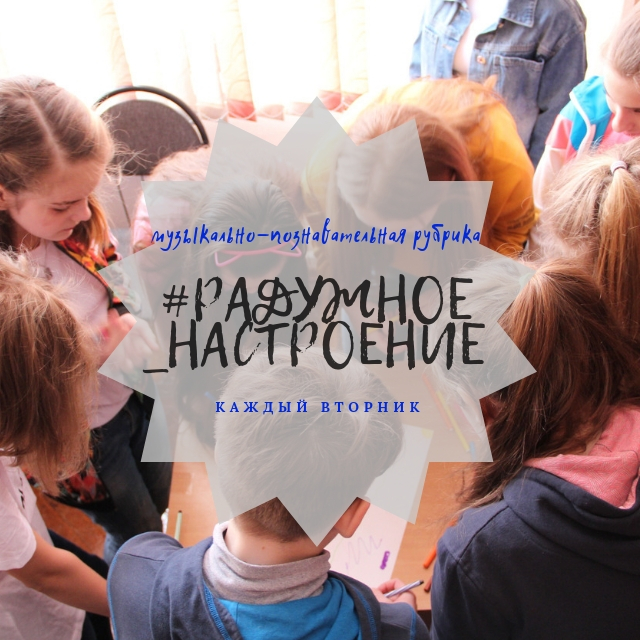 музыкально-познавательная рубрика
#РАДУЖНОЕ
_НАСТРОЕНИЕ
КАЖДЫЙ ВТОРНИК